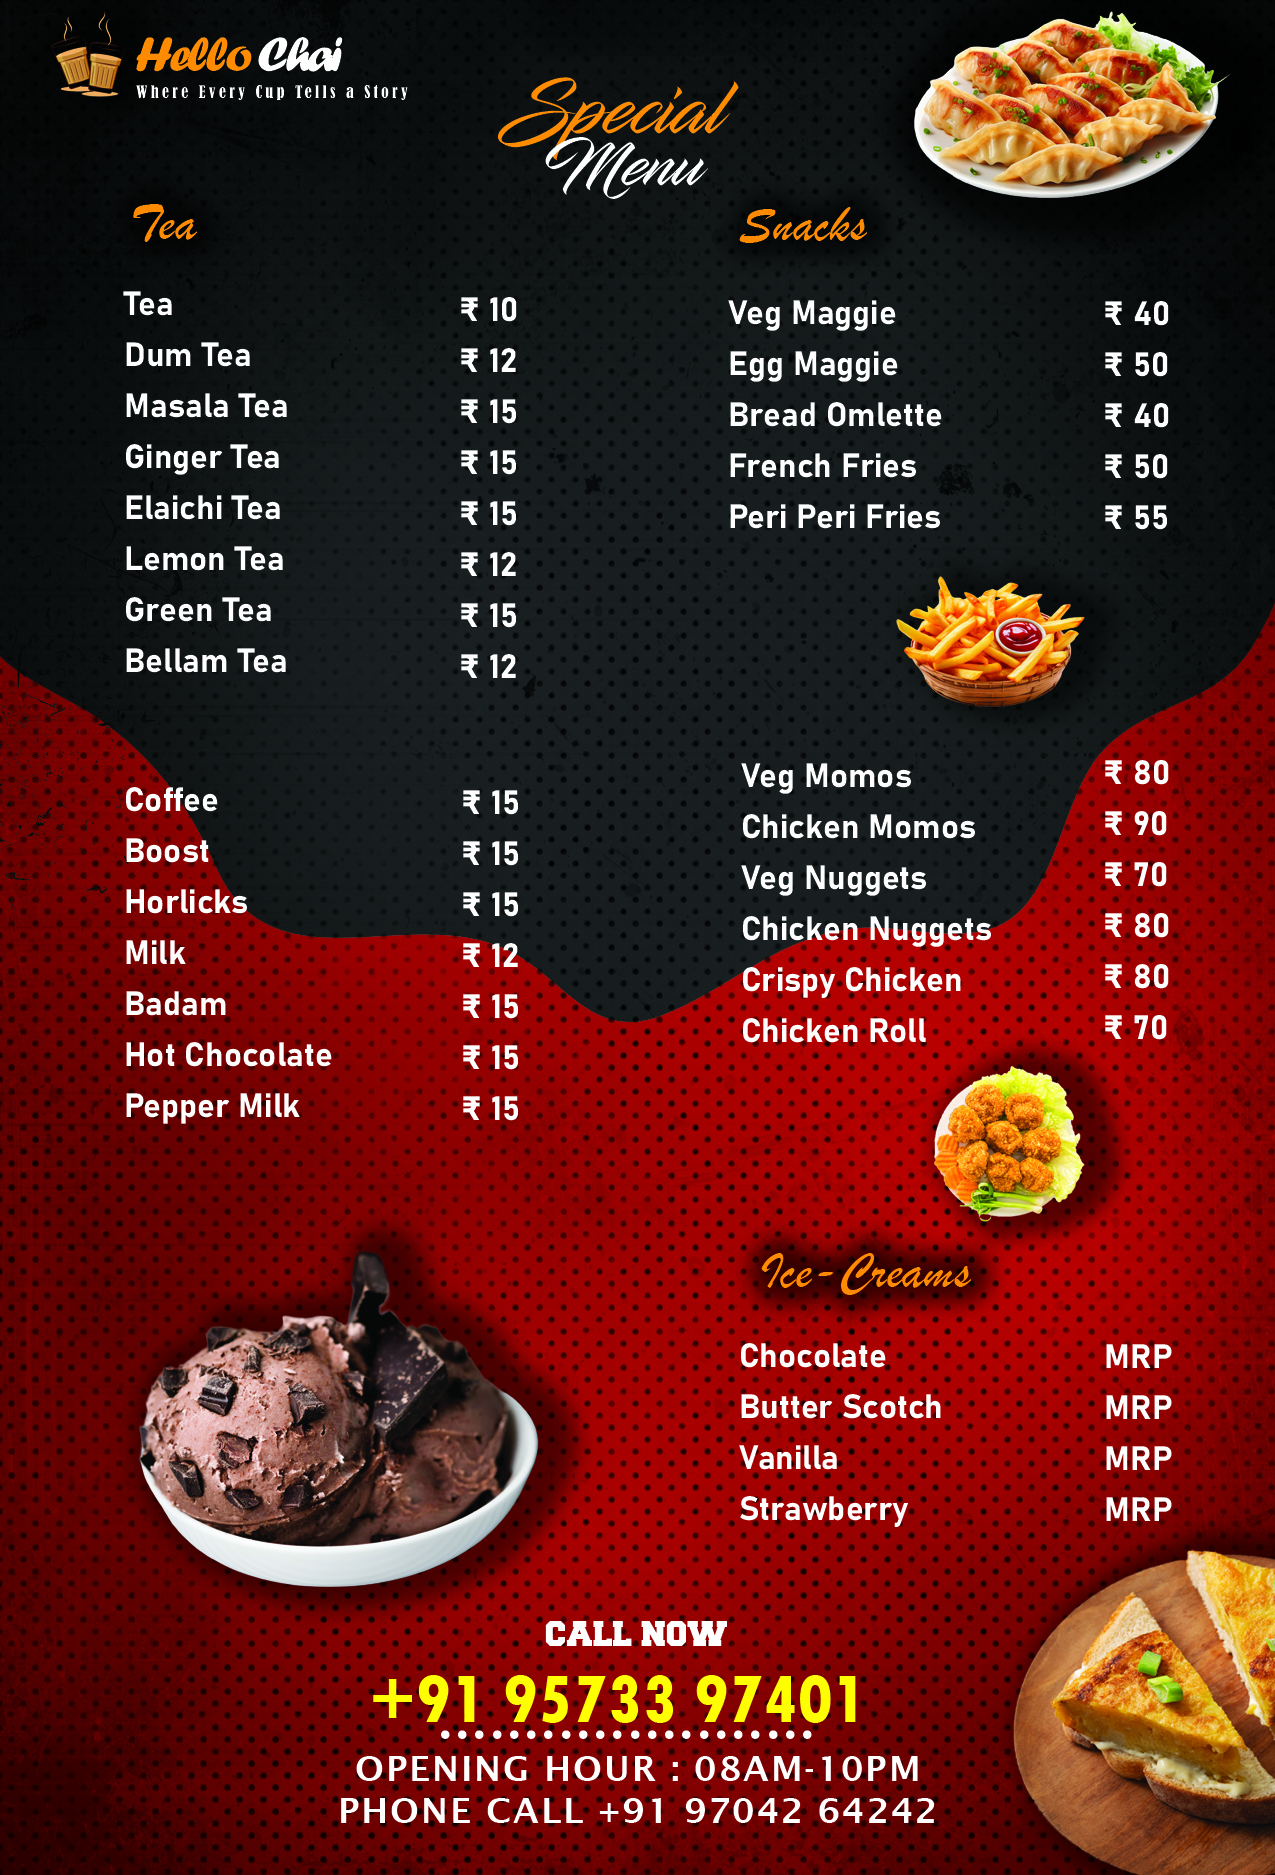 Hello Chai
Where Every Cup Tells a Story
Special
Menu
Tea
Tea ₹ 10
Dum Tea ₹ 12
Masala Tea ₹ 15
Ginger Tea ₹ 15
Elaichi Tea ₹ 15
Lemon Tea ₹ 12
Green Tea ₹ 15
Bellam Tea ₹ 12
Coffee ₹ 15
Boost ₹ 15
Horlicks ₹ 15
Milk ₹ 12
Badam ₹ 15
Hot Chocolate ₹ 15
Pepper Milk ₹ 15
Snacks
Veg Maggie ₹ 40
Egg Maggie ₹ 50
Bread Omlette ₹ 40
French Fries ₹ 50
Peri Peri Fries ₹ 55
Veg Momos ₹ 80
Chicken Momos ₹ 90
Veg Nuggets ₹ 70
Chicken Nuggets ₹ 80
Crispy Chicken ₹ 80
Chicken Roll ₹ 70
Ice-Creams
Chocolate MRP
Butter Scotch MRP
Vanilla MRP
Strawberry MRP
CALL NOW
+91 95733 97401
OPENING HOUR : 08AM-10PM
PHONE CALL +91 97042 64242